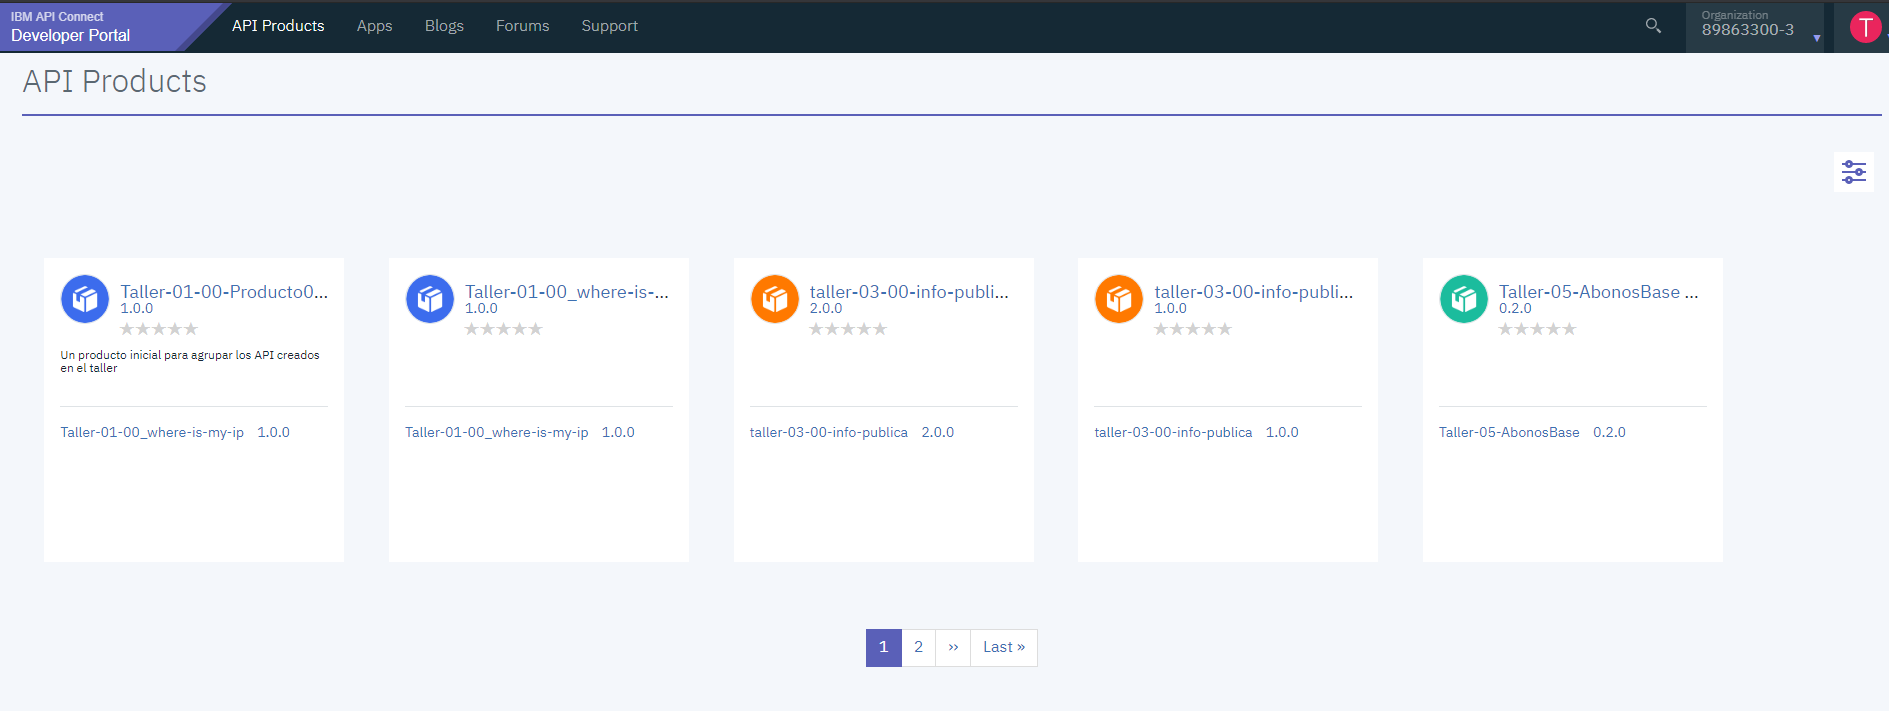 IBM API Connect
Developer Portal
API Products
Apps
Blogs
Forums
Support
Organization
89863300-3
T
API Products
Taller-01-00-Producto0...
1.0.0
Un producto inicial para agrupar los API creados
en el taller
Taller-01-00_where-is-my-ip 1.0.0
Taller-01-00_where-is-...
1.0.0
Taller-01-00_where-is-my-ip 1.0.0
taller-03-00-info-publi...
2.0.0
taller-03-00-info-publica 2.0.0
taller-03-00-info-publi...
1.0.0
taller-03-00-info-publica 1.0.0
Taller-05-AbonosBase ...
0.2.0
Taller-05-AbonosBase 0.2.0
1 2 ›› Last »